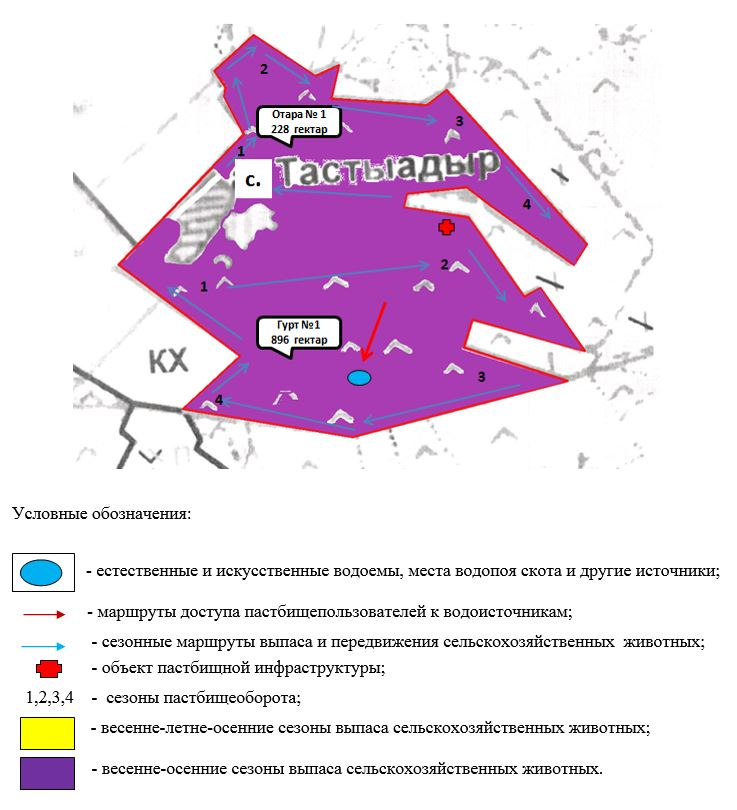 2
Отара № 1
228 гектар
3
1
с.
Тастыадыр
4
2
1
Гурт №1
896 гектар
КХ
3
4
Условные обозначения:
- естественные и искусственные водоемы, места водопоя скота и другие источники;
- маршруты доступа пастбищепользователей к водоисточникам;
- сезонные маршруты выпаса и передвижения сельскохозяйственных животных;
- объект пастбищной инфраструктуры;
1,2,3,4 - сезоны пастбищеоборота;
- весенне-летне-осенние сезоны выпаса сельскохозяйственных животных;
- весенне-осенние сезоны выпаса сельскохозяйственных животных.